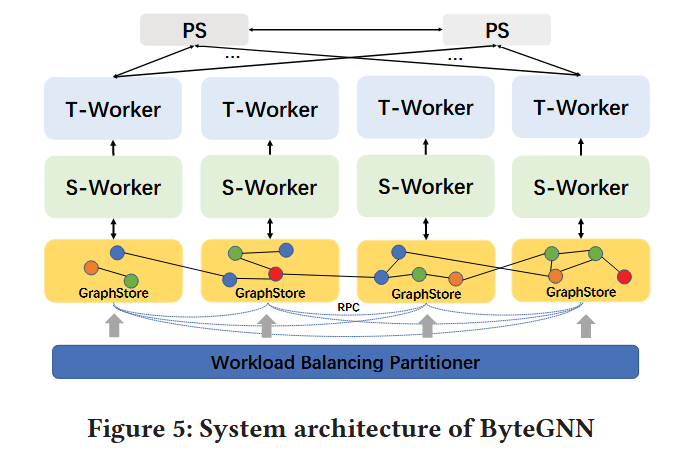 PS PS
... ...
T-Worker T-Worker T-Worker T-Worker
S-Worker S-Worker S-Worker S-Worker
GraphStore GraphStore GraphStore GraphStore
RPC
Workload Balancing Partitioner
Figure 5: System architecture of ByteGNN